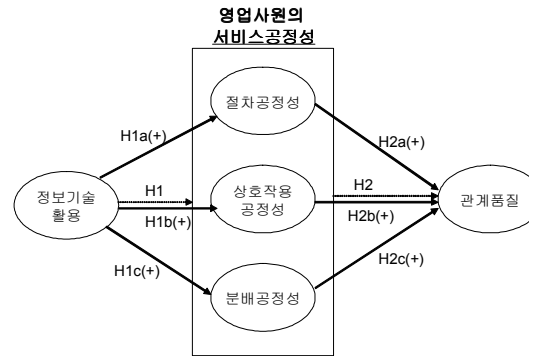 영업사원의
서비스공정성
절차공정성
H1a(+)
H2a(+)
정보기술
활용
H1
H1b(+)
상호작용
공정성
H2
H2b(+)
관계품질
H1c(+)
H2c(+)
분배공정성